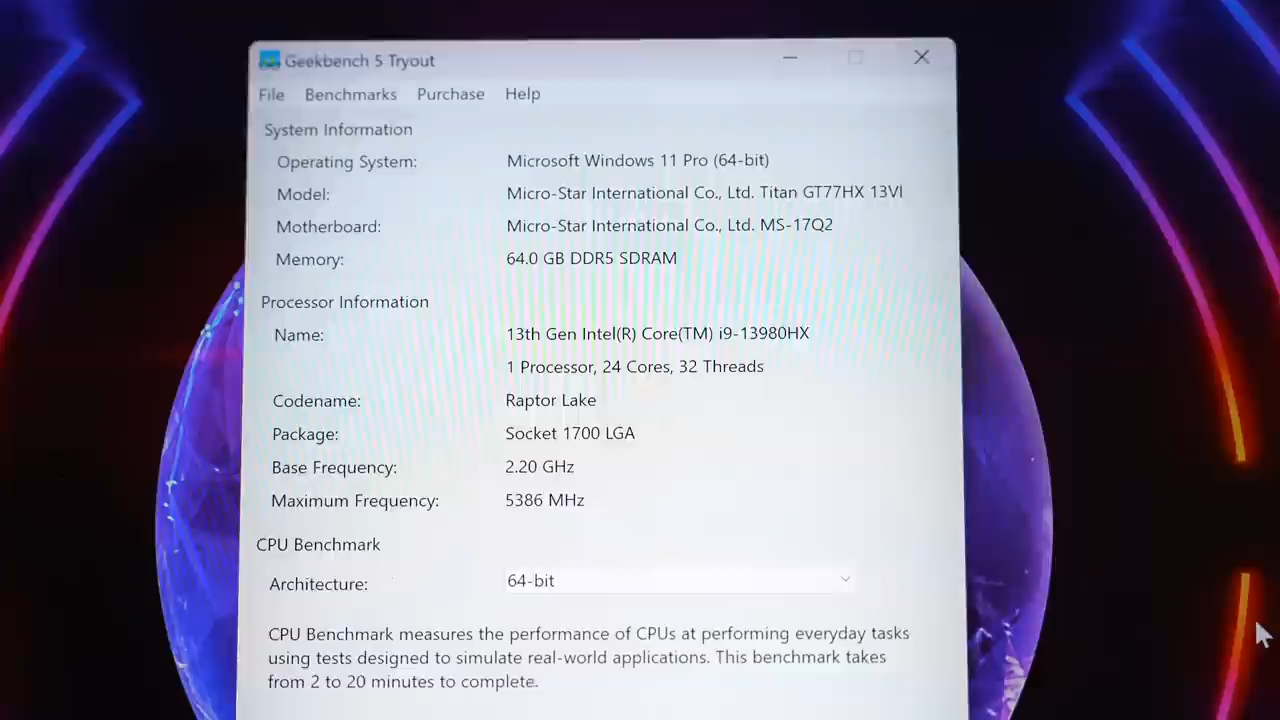 Geekbench 5 Tryout
File Benchmarks Purchase Help
System Information
Operating System: Microsoft Windows 11 Pro (64-bit)
Model: Micro-Star International Co., Ltd. Titan GT77HX 13VI
Motherboard: Micro-Star International Co., Ltd. MS-17Q2
Memory: 64.0 GB DDR5 SDRAM
Processor Information
Name: 13th Gen Intel(R) Core(TM) i9-13980HX
1 Processor, 24 Cores, 32 Threads
Codename: Raptor Lake
Package: Socket 1700 LGA
Base Frequency: 2.20 GHz
Maximum Frequency: 5386 MHz
CPU Benchmark
Architecture: 64-bit
CPU Benchmark measures the performance of CPUs at performing everyday tasks
using tests designed to simulate real-world applications. This benchmark takes
from 2 to 20 minutes to complete.